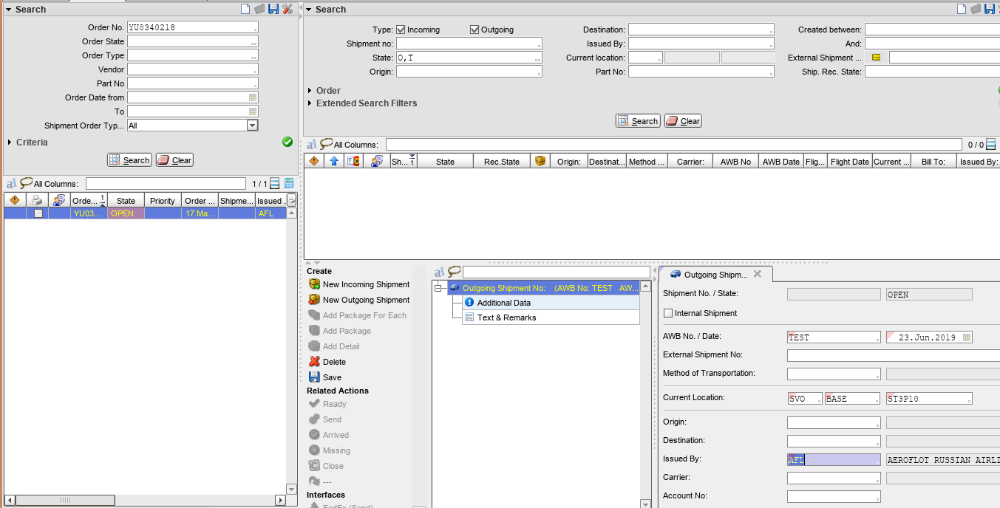 Search
Order No. YU0340218
Order State
Order Type
Vendor
Part No
Order Date from
To
Shipment Order Typ... All
Criteria
Search Clear
All Columns: 1 / 1
Orde... 1 State Priority Order ... Shipme... Issued .
YU03... OPEN 17.Ma... AFL
Search
Type: Incoming Outgoing Destination: Created between:
Shipment no: Issued By: And:
State: O,T Current location: External Shipment ...
Origin: Part No: Ship. Rec. State:
Order
Extended Search Filters
Search Clear
All Columns: 0 / 0
Sh... 1 State Rec.State Origin: Destinat... Method ... Carrier: AWB No AWB Date Flig... Flight Date Current ... Bill To: Issued By:
Create
New Incoming Shipment
New Outgoing Shipment
Add Package For Each
Add Package
Add Detail
Delete
Save
Related Actions
Ready
Send
Arrived
Missing
Close
---
Interfaces
FedEx (Send)
Outgoing Shipment No: (AWB No: TEST AW...
Additional Data
Text & Remarks
Outgoing Shipm...
Shipment No. / State: OPEN
Internal Shipment
AWB No. / Date: TEST 23.Jun.2019
External Shipment No:
Method of Transportation:
Current Location: SVO BASE ST3P10
Origin:
Destination:
Issued By: AFL AEROFLOT RUSSIAN AIRLI
Carrier:
Account No: